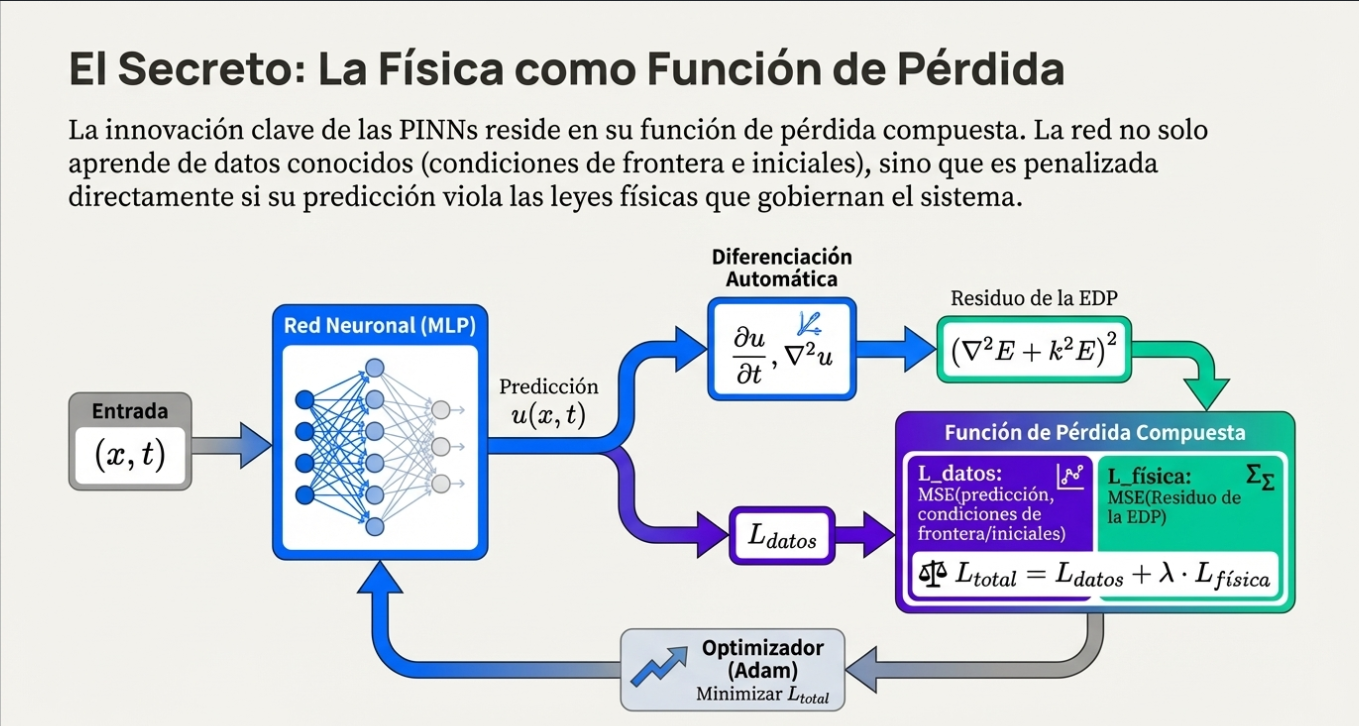 El Secreto: La Física como Función de Pérdida
La innovación clave de las PINNs reside en su función de pérdida compuesta. La red no solo
aprende de datos conocidos (condiciones de frontera e iniciales), sino que es penalizada
directamente si su predicción viola las leyes físicas que gobiernan el sistema.
Entrada
(x, t)
Red Neuronal (MLP)
Predicción
u(x, t)
Diferenciación
Automática
∂u/∂t, ∇²u
Residuo de la EDP
(∇²E + k²E)²
L_datos
Función de Pérdida Compuesta
L_datos:
MSE(predicción,
condiciones de
frontera/iniciales)
L_física:
MSE(Residuo de
la EDP)
ΣΣ
L_total = L_datos + λ · L_física
Optimizador
(Adam)
Minimizar L_total